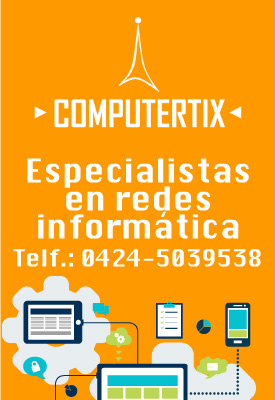 COMPUTERTIX
Especialistas
en redes
informática
Telf.: 0424-5039538